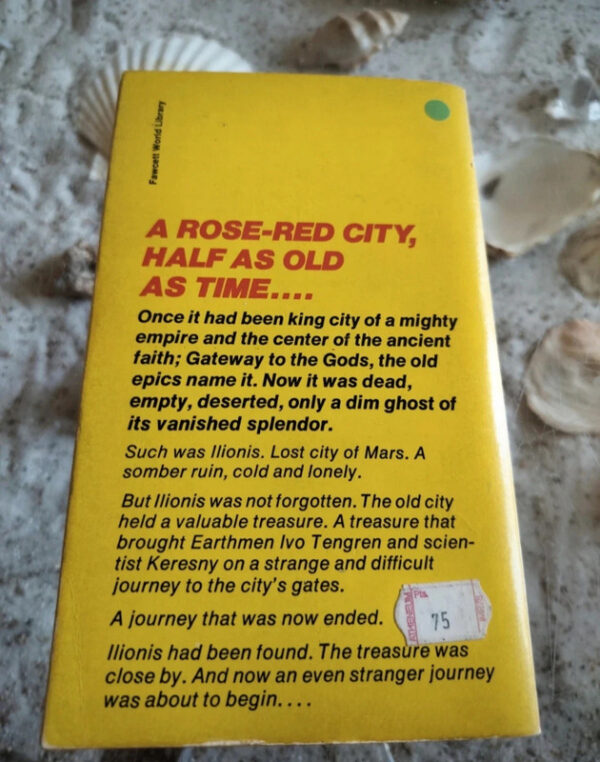 Fawcett World Library
A ROSE-RED CITY,
HALF AS OLD
AS TIME....
Once it had been king city of a mighty
empire and the center of the ancient
faith; Gateway to the Gods, the old
epics name it. Now it was dead,
empty, deserted, only a dim ghost of
its vanished splendor.
Such was Ilionis. Lost city of Mars. A
somber ruin, cold and lonely.
But Ilionis was not forgotten. The old city
held a valuable treasure. A treasure that
brought Earthmen Ivo Tengren and scien-
tist Keresny on a strange and difficult
journey to the city's gates.
A journey that was now ended.
Pts.
75
Ilionis had been found. The treasure was
close by. And now an even stranger journey
was about to begin....